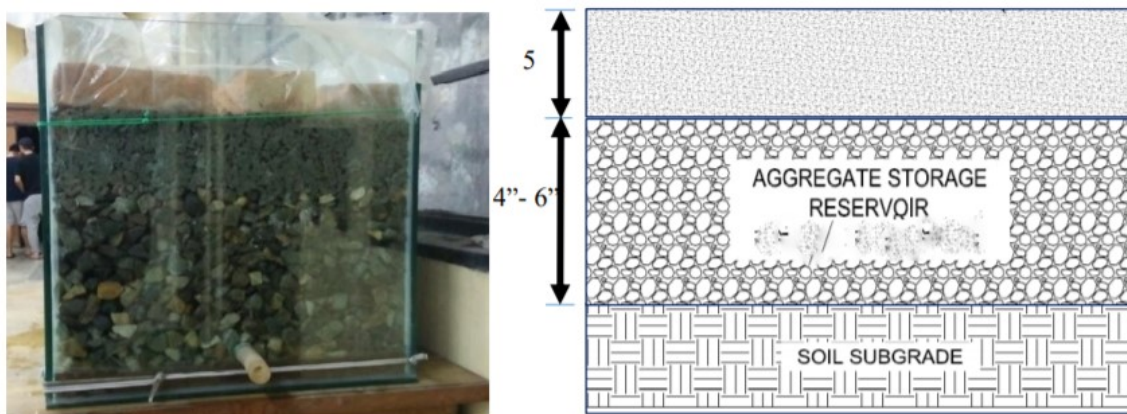 5
4”- 6”
AGGREGATE STORAGE
RESERVOIR
SOIL SUBGRADE